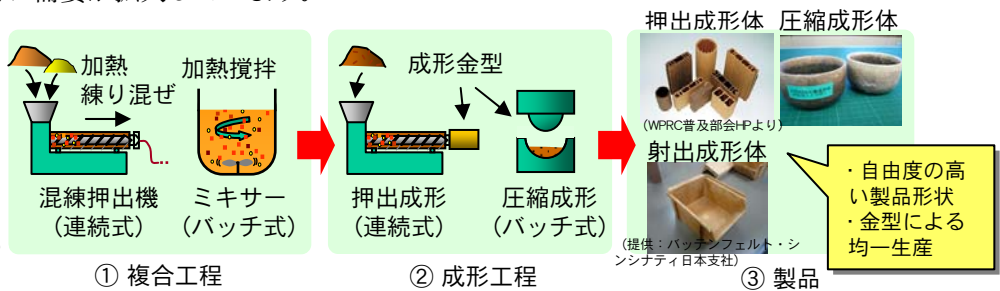 加熱
練り混ぜ
加熱撹拌
混練押出機
(連続式)
ミキサー
(バッチ式)
① 複合工程
成形金型
押出成形
(連続式)
圧縮成形
(バッチ式)
② 成形工程
押出成形体
圧縮成形体
(WPRC普及部会HPより)
射出成形体
(提供：バッテンフェルト・シ
ンシナティ日本支社)
③ 製品
・自由度の高
い製品形状
・金型による
均一生産